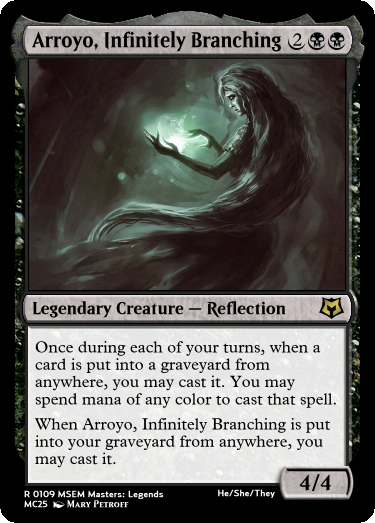 Arroyo, Infinitely Branching 2
Legendary Creature — Reflection
Once during each of your turns, when a
card is put into a graveyard from
anywhere, you may cast it. You may
spend mana of any color to cast that spell.
When Arroyo, Infinitely Branching is put
into your graveyard from anywhere, you
may cast it.
4/4
R 0109 MSEM Masters: Legends He/She/They
MC25 Mary Petroff